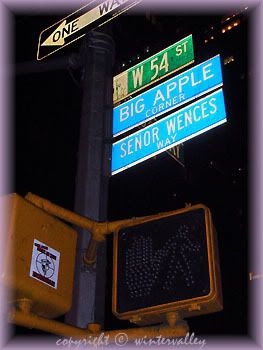 ONE WAY
W 54 ST
BIG APPLE
CORNER
SENOR WENCES
WAY
copyright © wintervalley